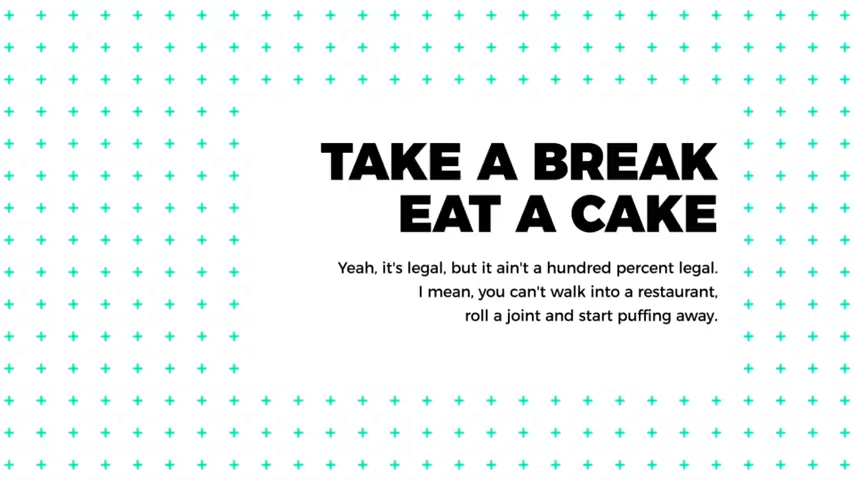 TAKE A BREAK
EAT A CAKE
Yeah, it's legal, but it ain't a hundred percent legal.
I mean, you can't walk into a restaurant,
roll a joint and start puffing away.